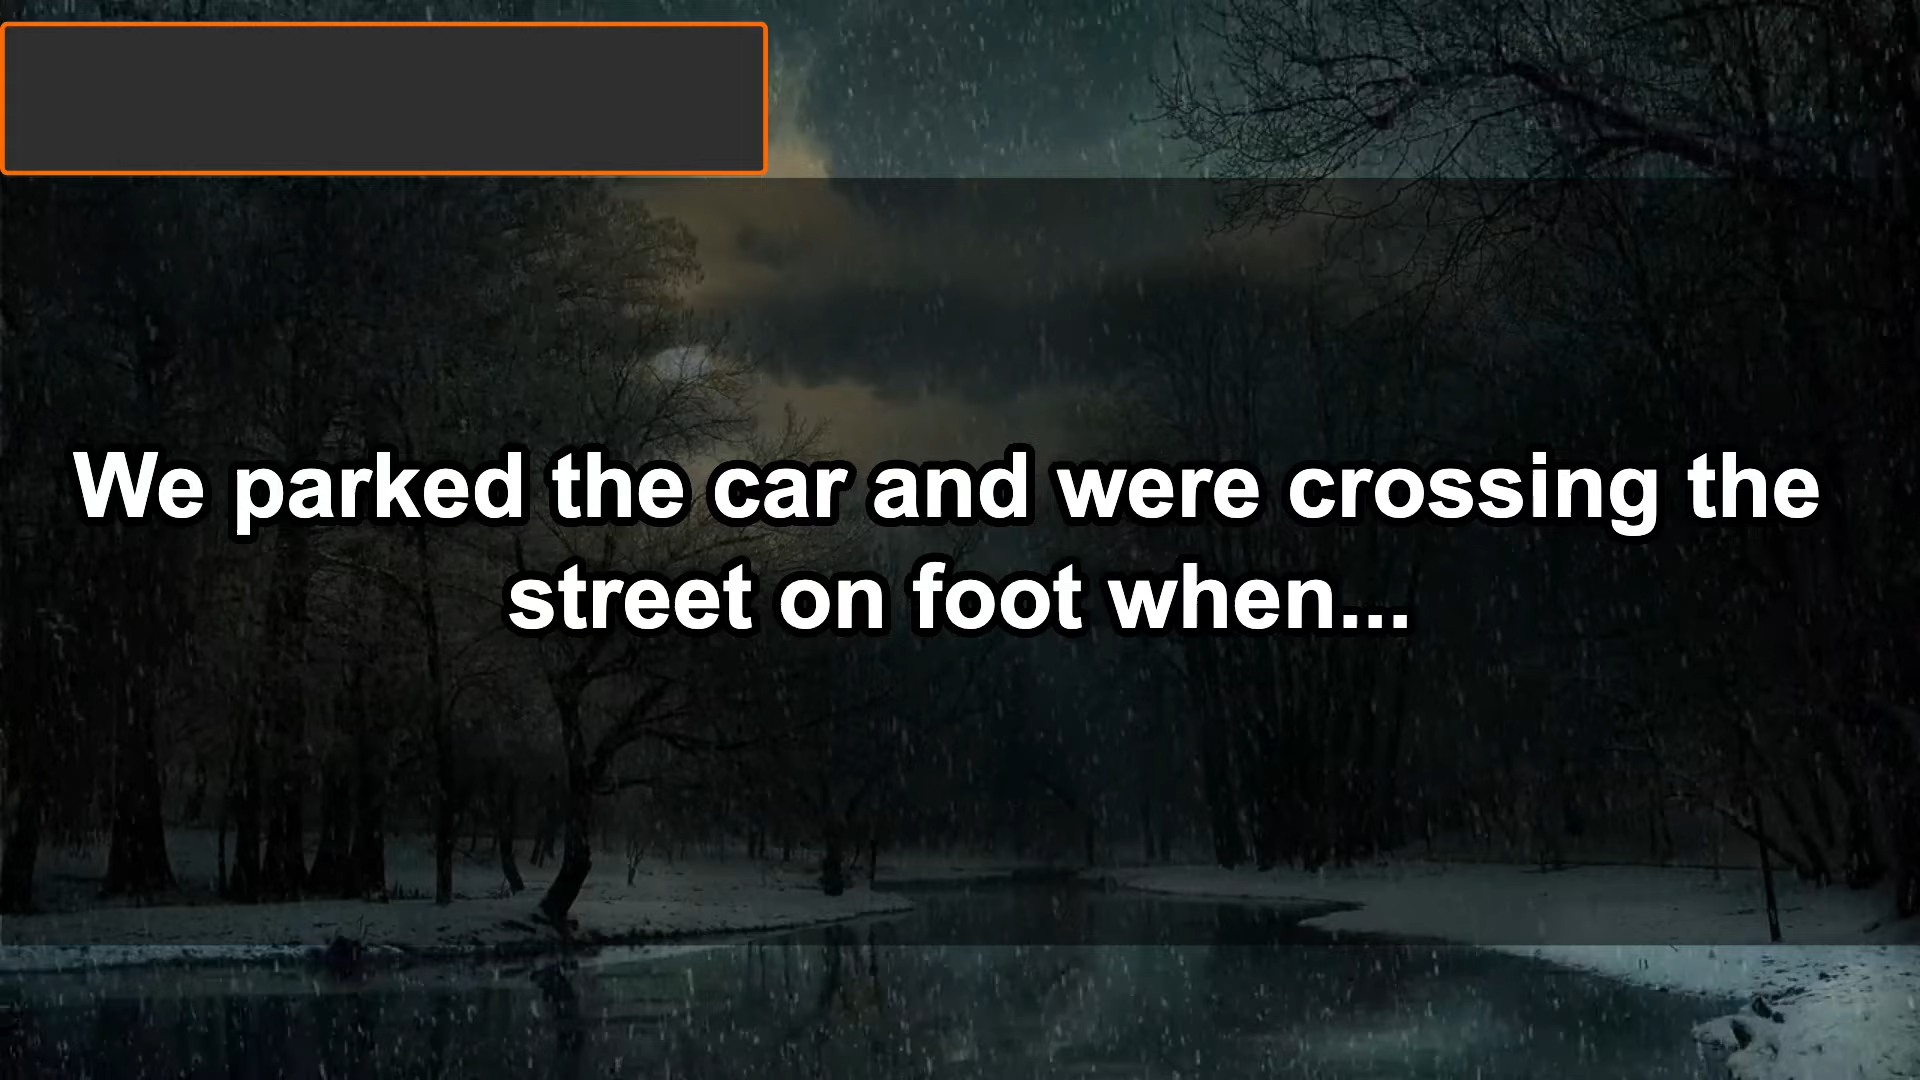 We parked the car and were crossing the
street on foot when...